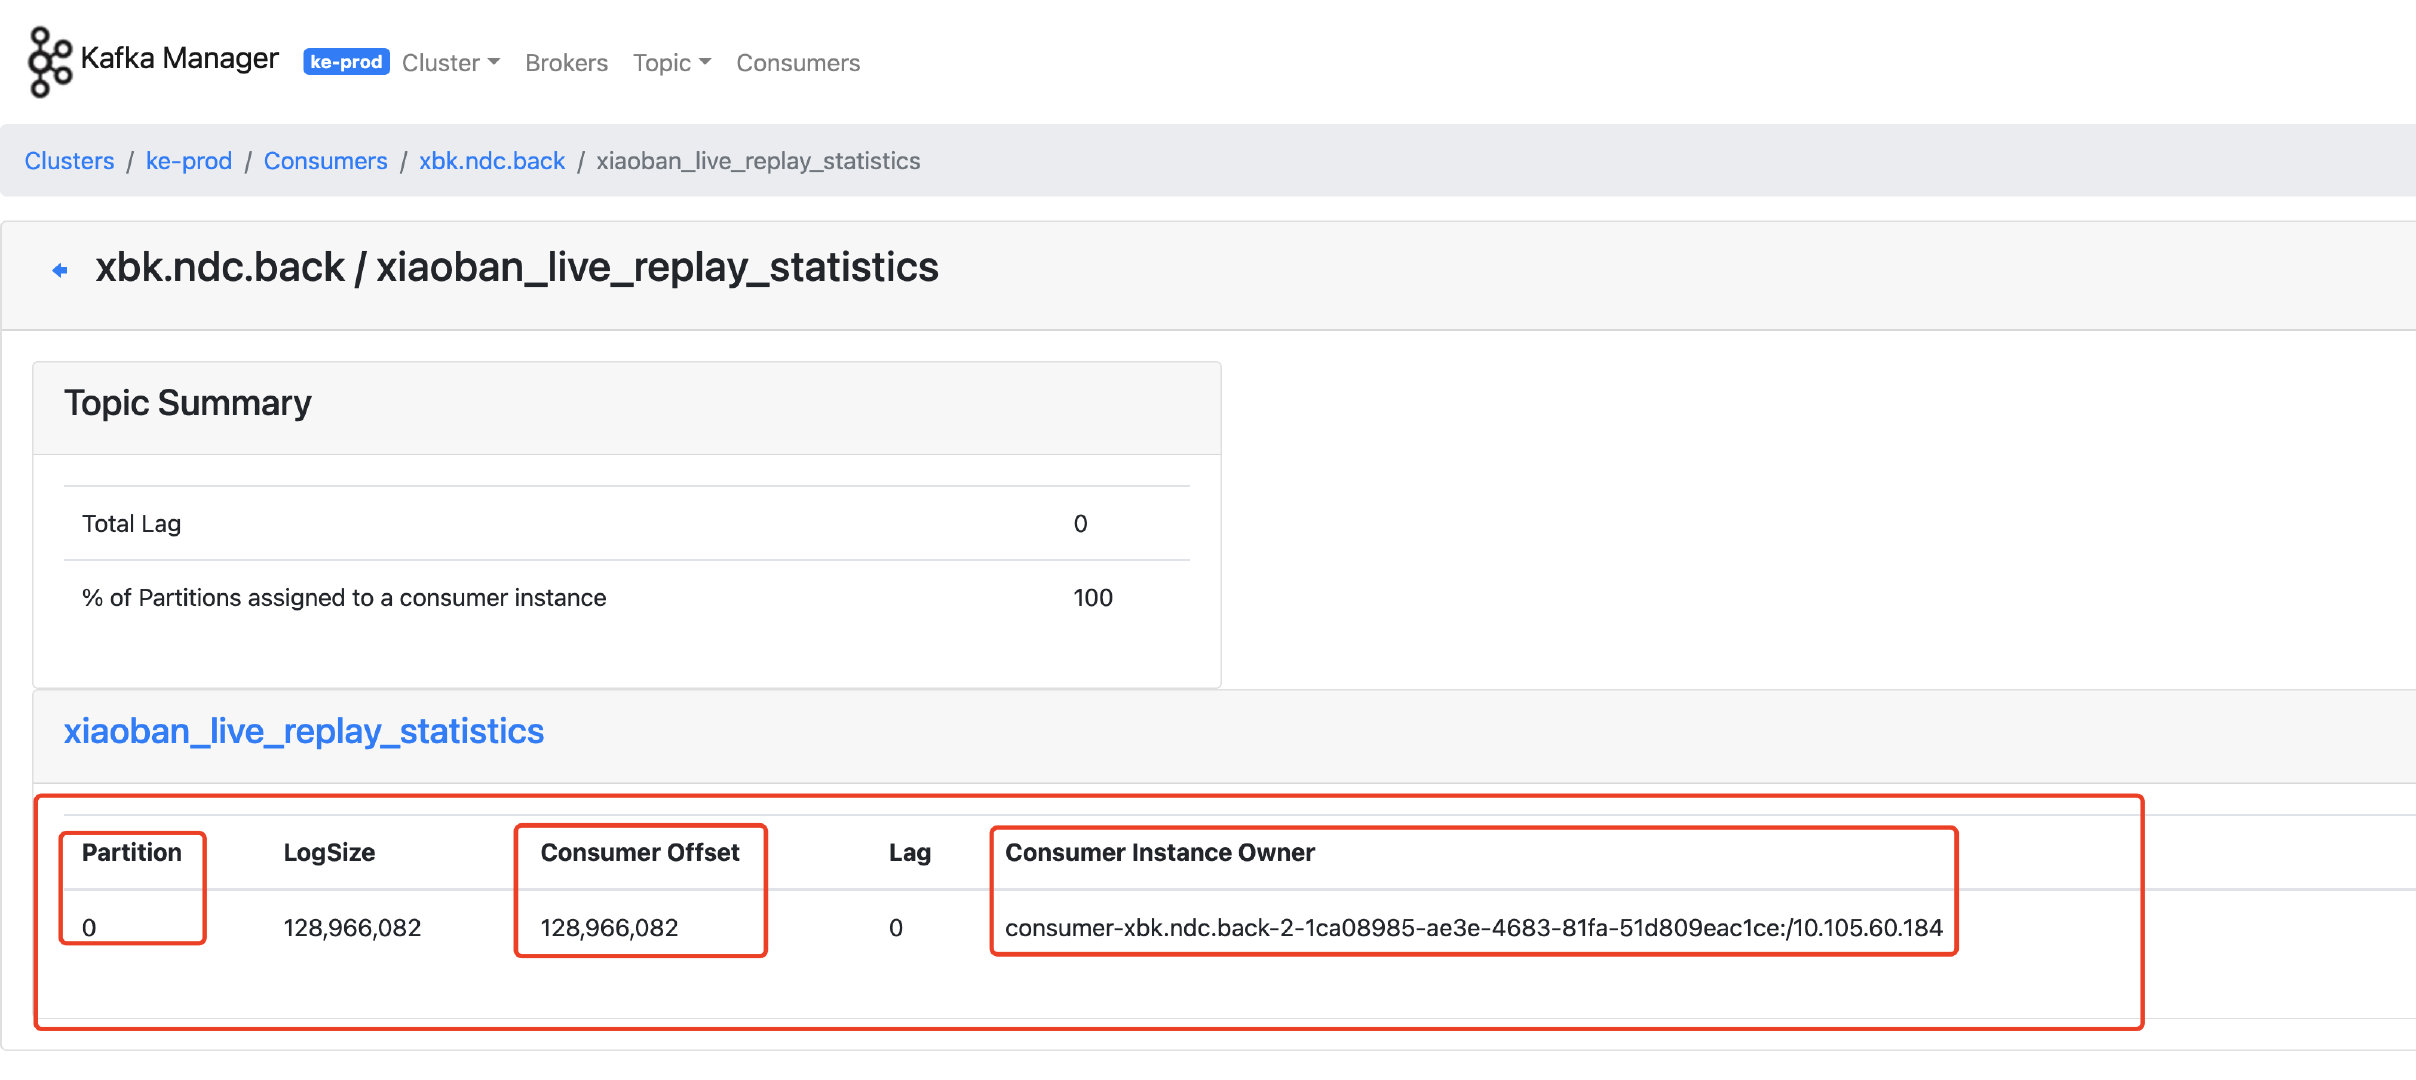 Kafka Manager ke-prod Cluster Brokers Topic Consumers
Clusters / ke-prod / Consumers / xbk.ndc.back / xiaoban_live_replay_statistics
xbk.ndc.back / xiaoban_live_replay_statistics
Topic Summary
Total Lag 0
% of Partitions assigned to a consumer instance 100
xiaoban_live_replay_statistics
Partition LogSize Consumer Offset Lag Consumer Instance Owner
0 128,966,082 128,966,082 0 consumer-xbk.ndc.back-2-1ca08985-ae3e-4683-81fa-51d809eac1ce:/10.105.60.184